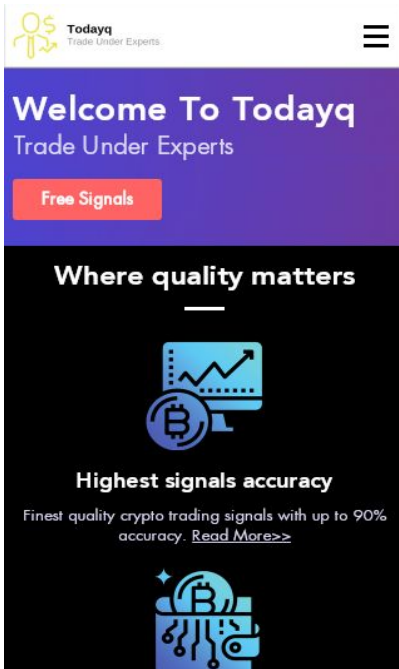 Todayq
Trade Under Experts
Welcome To Todayq
Trade Under Experts
Free Signals
Where quality matters
Highest signals accuracy
Finest quality crypto trading signals with up to 90%
accuracy. Read More>>